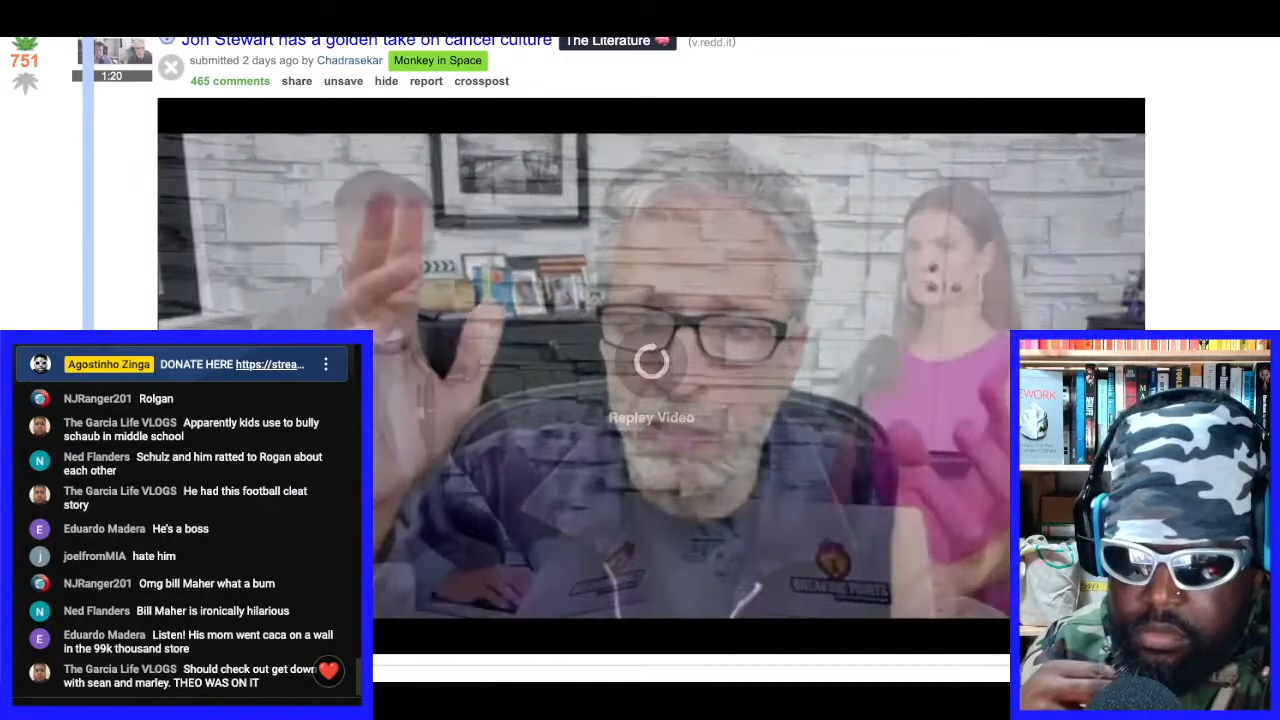 Jon Stewart has a golden take on cancel culture The Literature (v.redd.it)
751
1:20
submitted 2 days ago by Chadrasekar Monkey in Space
465 comments share unsave hide report crosspost
Replay Video
BREAKING POINTS
EWORK
Agostinho Zinga DONATE HERE https://strea...
NJRanger201 Rolgan
The Garcia Life VLOGS Apparently kids use to bully
schaub in middle school
Ned Flanders Schulz and him ratted to Rogan about
each other
The Garcia Life VLOGS He had this football cleat
story
Eduardo Madera He's a boss
joelfromMIA hate him
NJRanger201 Omg bill Maher what a bum
Ned Flanders Bill Maher is ironically hilarious
Eduardo Madera Listen! His mom went caca on a wall
in the 99k thousand store
The Garcia Life VLOGS Should check out get down
with sean and marley. THEO WAS ON IT